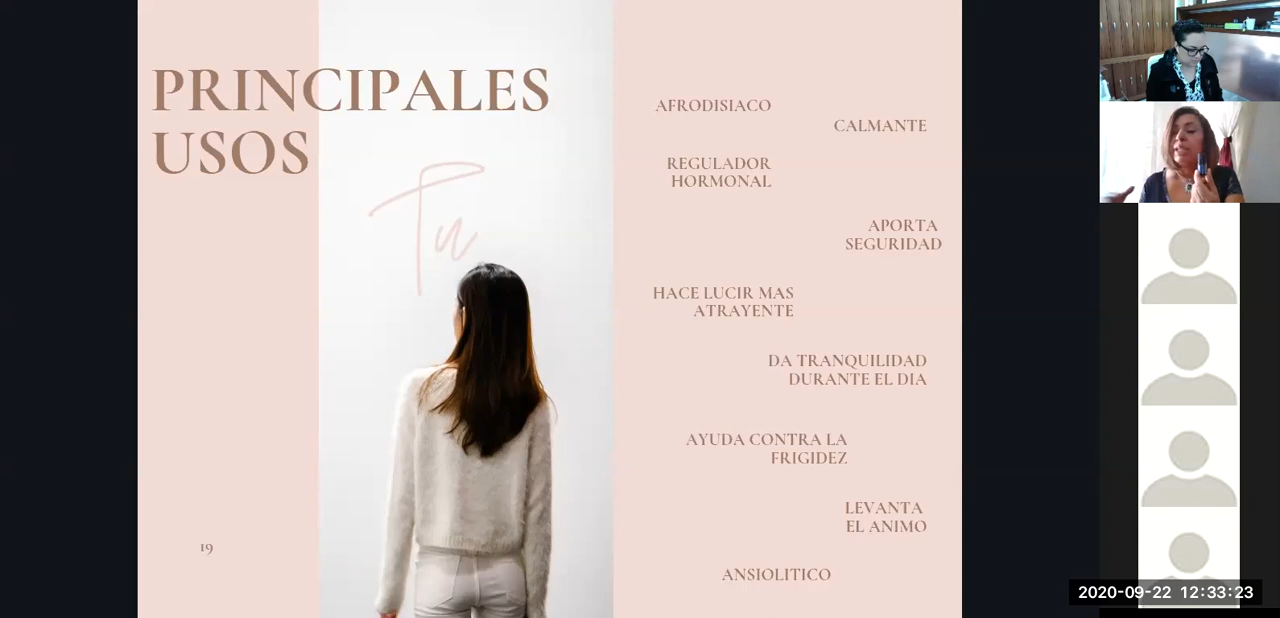 PRINCIPALES
USOS
Tu
AFRODISIACO
CALMANTE
REGULADOR
HORMONAL
APORTA
SEGURIDAD
HACE LUCIR MAS
ATRAYENTE
DA TRANQUILIDAD
DURANTE EL DIA
AYUDA CONTRA LA
FRIGIDEZ
LEVANTA
EL ANIMO
ANSIOLITICO
19
2020-09-22 12:33:23